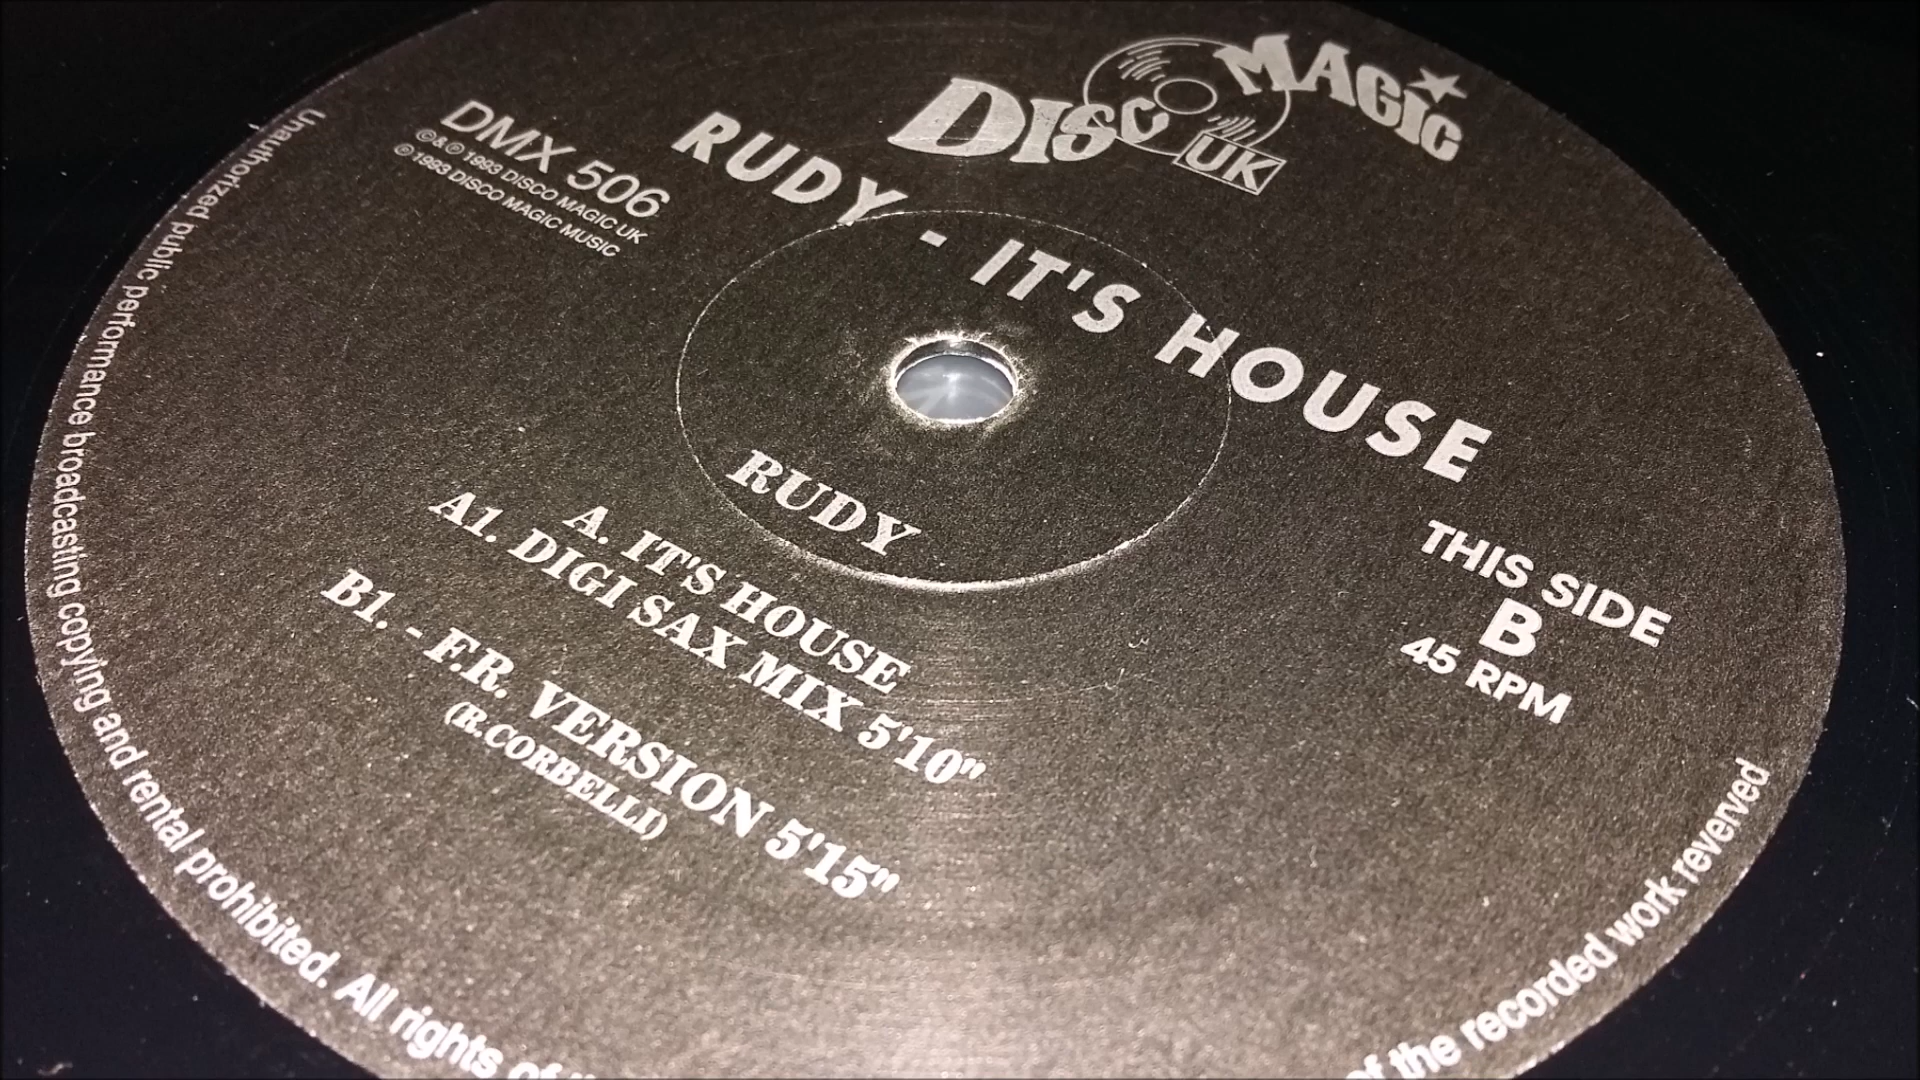 DISCO MAGIC
UK
DMX 506
℗&© 1993 DISCO MAGIC UK
© 1993 DISCO MAGIC MUSIC
RUDY - IT'S HOUSE
RUDY
A. IT'S HOUSE
A1. DIGI SAX MIX 5'10"
B1. - F.R. VERSION 5'15"
(R.CORBELLI)
THIS SIDE
B
45 RPM
Unauthorized public performance broadcasting copying and rental prohibited. All rights of
of the recorded work reverved